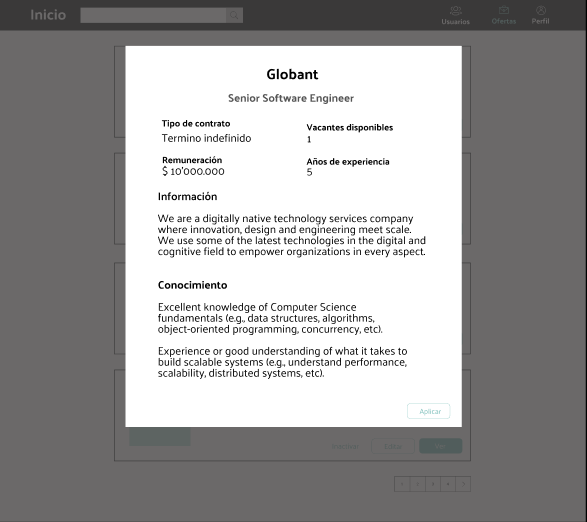 Inicio
Usuarios
Ofertas
Perfil
Globant
Senior Software Engineer
Tipo de contrato
Termino indefinido
Vacantes disponibles
1
Remuneración
$ 10'000.000
Años de experiencia
5
Información
We are a digitally native technology services company
where innovation, design and engineering meet scale.
We use some of the latest technologies in the digital and
cognitive field to empower organizations in every aspect.
Conocimiento
Excellent knowledge of Computer Science
fundamentals (e.g., data structures, algorithms,
object-oriented programming, concurrency, etc).
Experience or good understanding of what it takes to
build scalable systems (e.g., understand performance,
scalability, distributed systems, etc).
Aplicar